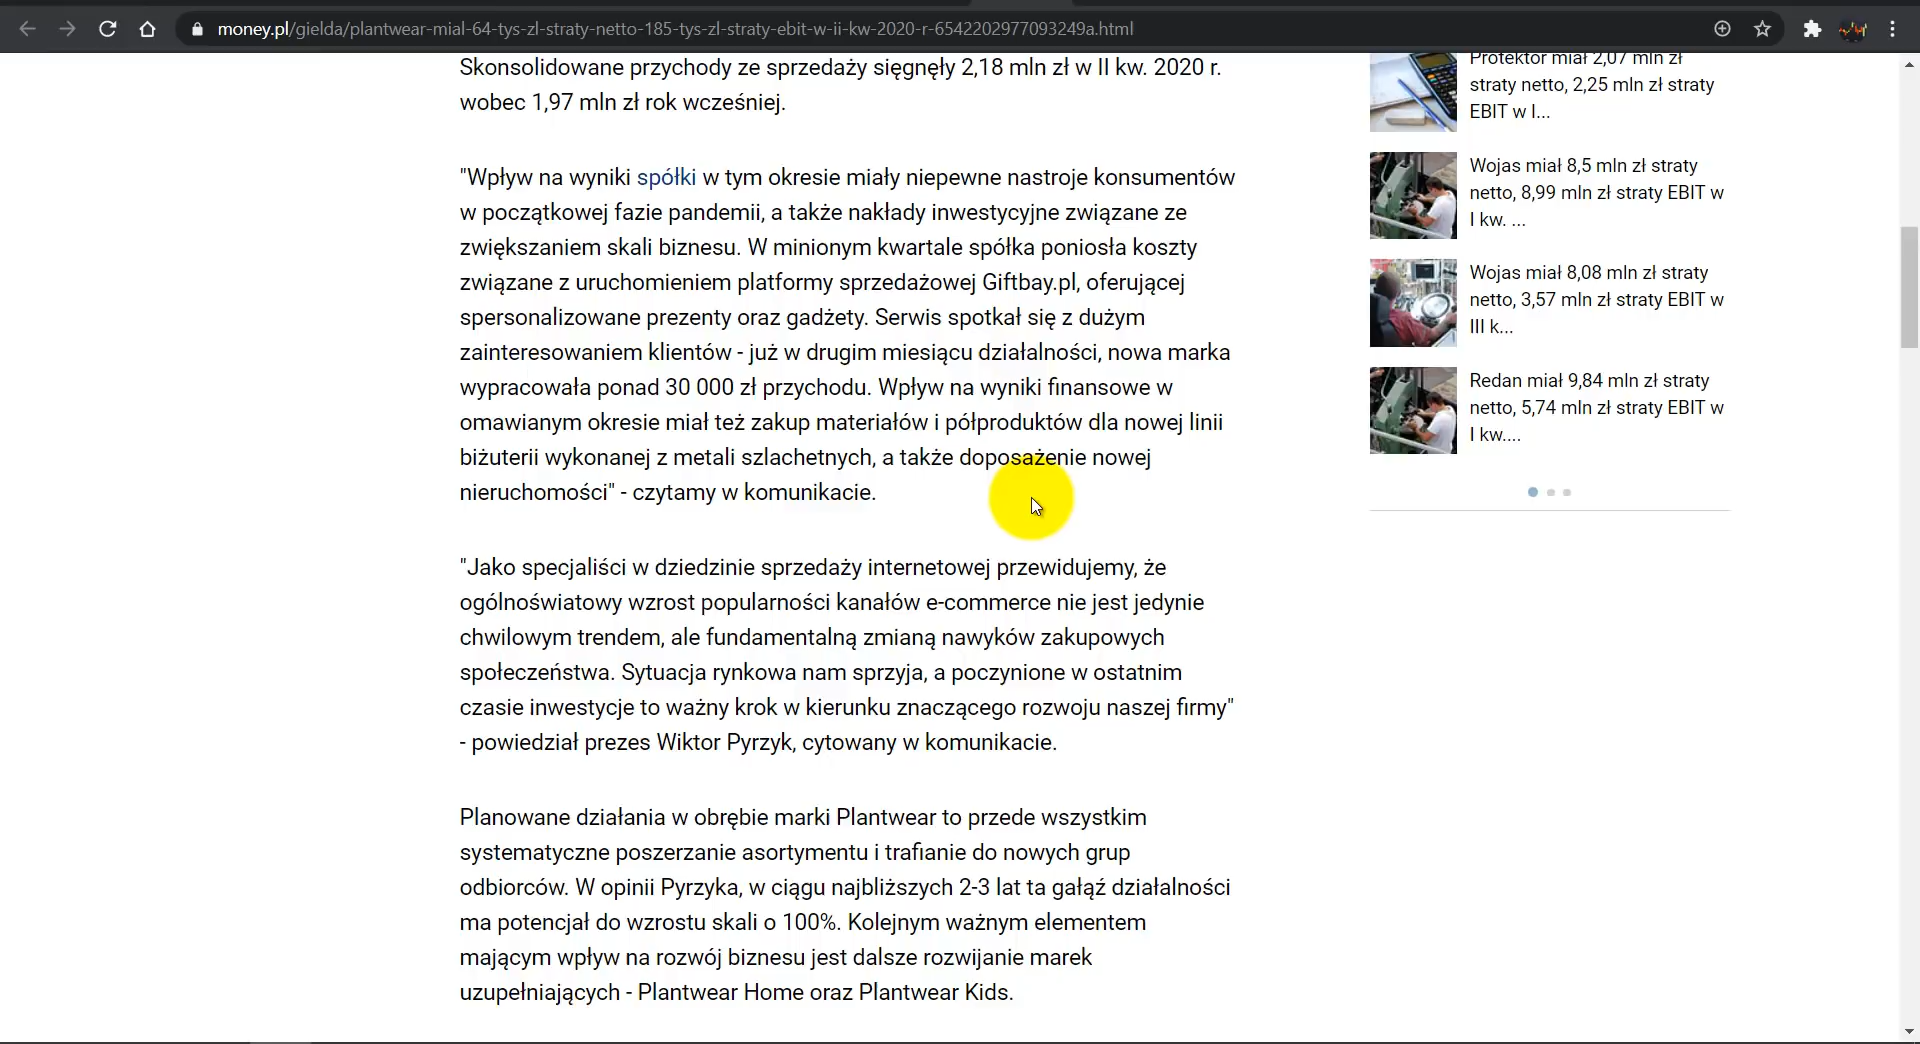 money.pl/gielda/plantwear-mial-64-tys-zl-straty-netto-185-tys-zl-straty-ebit-w-ii-kw-2020-r-6542202977093249a.html
Skonsolidowane przychody ze sprzedaży sięgnęły 2,18 mln zł w II kw. 2020 r.
wobec 1,97 mln zł rok wcześniej.
"Wpływ na wyniki spółki w tym okresie miały niepewne nastroje konsumentów
w początkowej fazie pandemii, a także nakłady inwestycyjne związane ze
zwiększaniem skali biznesu. W minionym kwartale spółka poniosła koszty
związane z uruchomieniem platformy sprzedażowej Giftbay.pl, oferującej
spersonalizowane prezenty oraz gadżety. Serwis spotkał się z dużym
zainteresowaniem klientów - już w drugim miesiącu działalności, nowa marka
wypracowała ponad 30 000 zł przychodu. Wpływ na wyniki finansowe w
omawianym okresie miał też zakup materiałów i półproduktów dla nowej linii
biżuterii wykonanej z metali szlachetnych, a także doposażenie nowej
nieruchomości" - czytamy w komunikacie.
"Jako specjaliści w dziedzinie sprzedaży internetowej przewidujemy, że
ogólnoświatowy wzrost popularności kanałów e-commerce nie jest jedynie
chwilowym trendem, ale fundamentalną zmianą nawyków zakupowych
społeczeństwa. Sytuacja rynkowa nam sprzyja, a poczynione w ostatnim
czasie inwestycje to ważny krok w kierunku znaczącego rozwoju naszej firmy"
- powiedział prezes Wiktor Pyrzyk, cytowany w komunikacie.
Planowane działania w obrębie marki Plantwear to przede wszystkim
systematyczne poszerzanie asortymentu i trafianie do nowych grup
odbiorców. W opinii Pyrzyka, w ciągu najbliższych 2-3 lat ta gałąź działalności
ma potencjał do wzrostu skali o 100%. Kolejnym ważnym elementem
mającym wpływ na rozwój biznesu jest dalsze rozwijanie marek
uzupełniających - Plantwear Home oraz Plantwear Kids.
Protektor miał 2,07 mln zł
straty netto, 2,25 mln zł straty
EBIT w I...
Wojas miał 8,5 mln zł straty
netto, 8,99 mln zł straty EBIT w
I kw. ...
Wojas miał 8,08 mln zł straty
netto, 3,57 mln zł straty EBIT w
III k...
Redan miał 9,84 mln zł straty
netto, 5,74 mln zł straty EBIT w
I kw....